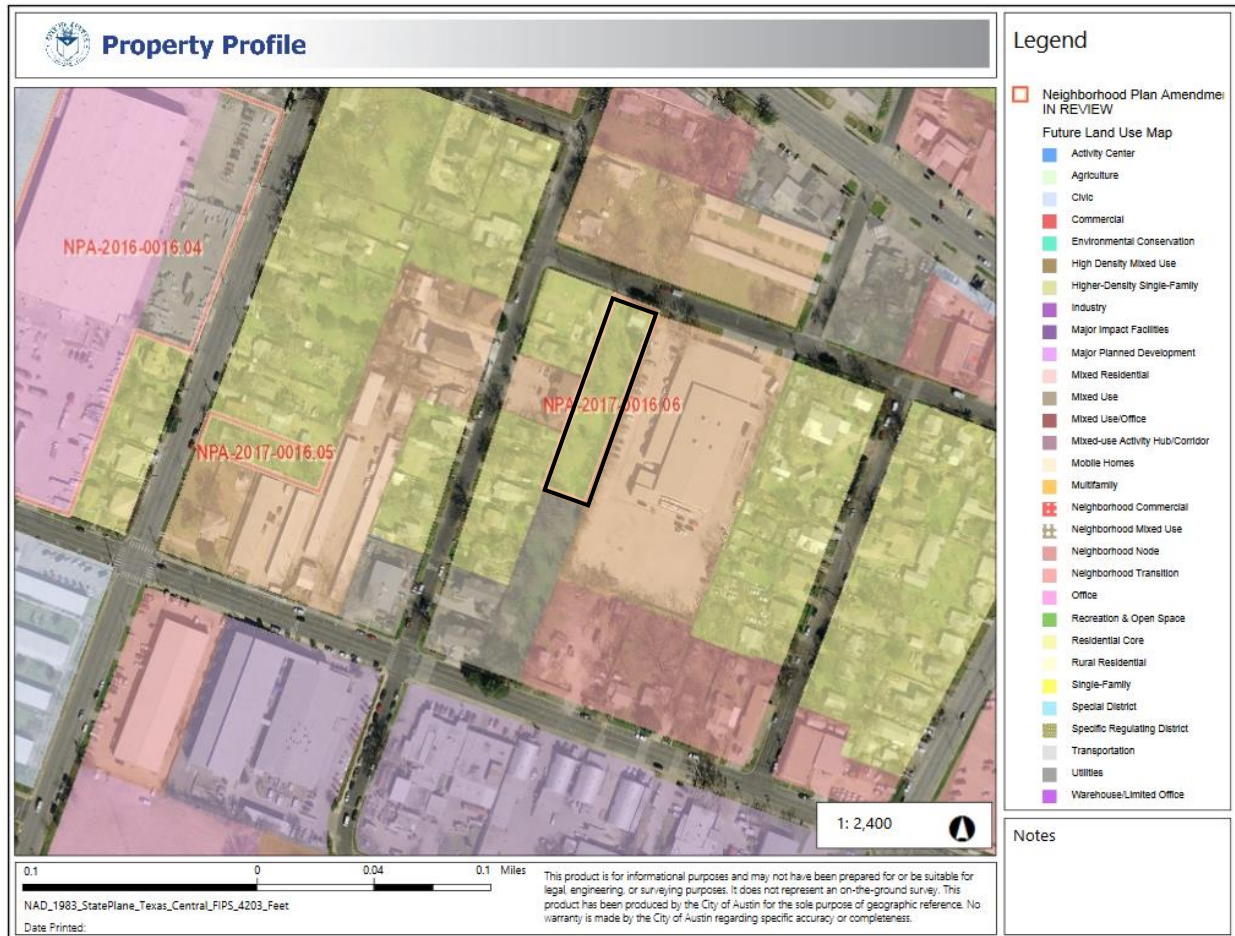 Property Profile
NPA-2016-0016.04
NPA-2017-0016.05
NPA-2017-0016.06
1: 2,400
Legend
Neighborhood Plan Amendme
IN REVIEW
Future Land Use Map
Activity Center
Agriculture
Civic
Commercial
Environmental Conservation
High Density Mixed Use
Higher-Density Single-Family
Industry
Major Impact Facilities
Major Planned Development
Mixed Residential
Mixed Use
Mixed Use/Office
Mixed-use Activity Hub/Corridor
Mobile Homes
Multifamily
Neighborhood Commercial
Neighborhood Mixed Use
Neighborhood Node
Neighborhood Transition
Office
Recreation & Open Space
Residential Core
Rural Residential
Single-Family
Special District
Specific Regulating District
Transportation
Utilities
Warehouse/Limited Office
Notes
0.1 0 0.04 0.1 Miles
NAD_1983_StatePlane_Texas_Central_FIPS_4203_Feet
Date Printed:
This product is for informational purposes and may not have been prepared for or be suitable for
legal, engineering, or surveying purposes. It does not represent an on-the-ground survey. This
product has been produced by the City of Austin for the sole purpose of geographic reference. No
warranty is made by the City of Austin regarding specific accuracy or completeness.